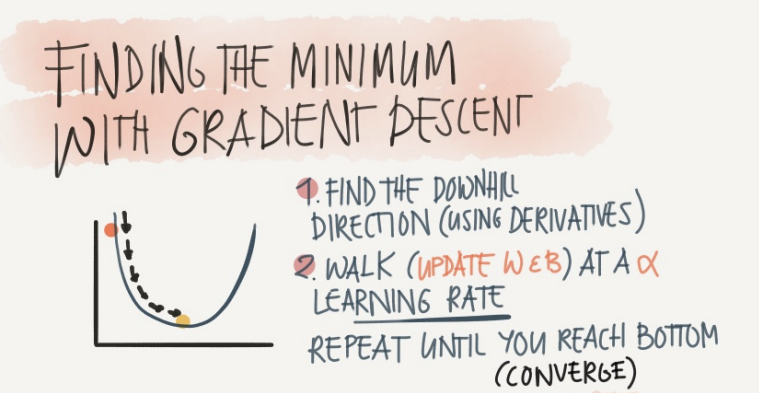 FINDING THE MINIMUM
WITH GRADIENT DESCENT
1. FIND THE DOWNHILL
DIRECTION (USING DERIVATIVES)
2. WALK (UPDATE W & B) AT A α
LEARNING RATE
REPEAT UNTIL YOU REACH BOTTOM
(CONVERGE)